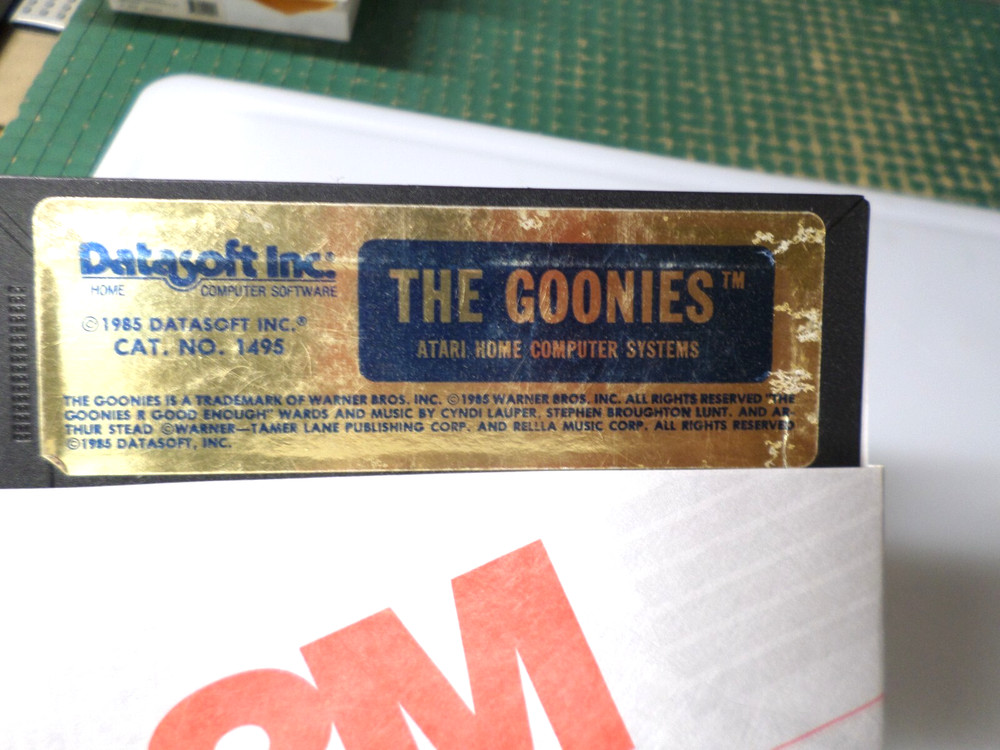 Datasoft Inc.
HOME COMPUTER SOFTWARE
©1985 DATASOFT INC.®
CAT. NO. 1495
THE GOONIES™
ATARI HOME COMPUTER SYSTEMS
THE GOONIES IS A TRADEMARK OF WARNER BROS. INC. ©1985 WARNER BROS. INC. ALL RIGHTS RESERVED "THE
GOONIES R GOOD ENOUGH" WARDS AND MUSIC BY CYNDI LAUPER, STEPHEN BROUGHTON LUNT, AND AR-
THUR STEAD ©WARNER—TAMER LANE PUBLISHING CORP. AND RELLLA MUSIC CORP. ALL RIGHTS RESERVED
©1985 DATASOFT, INC.
M